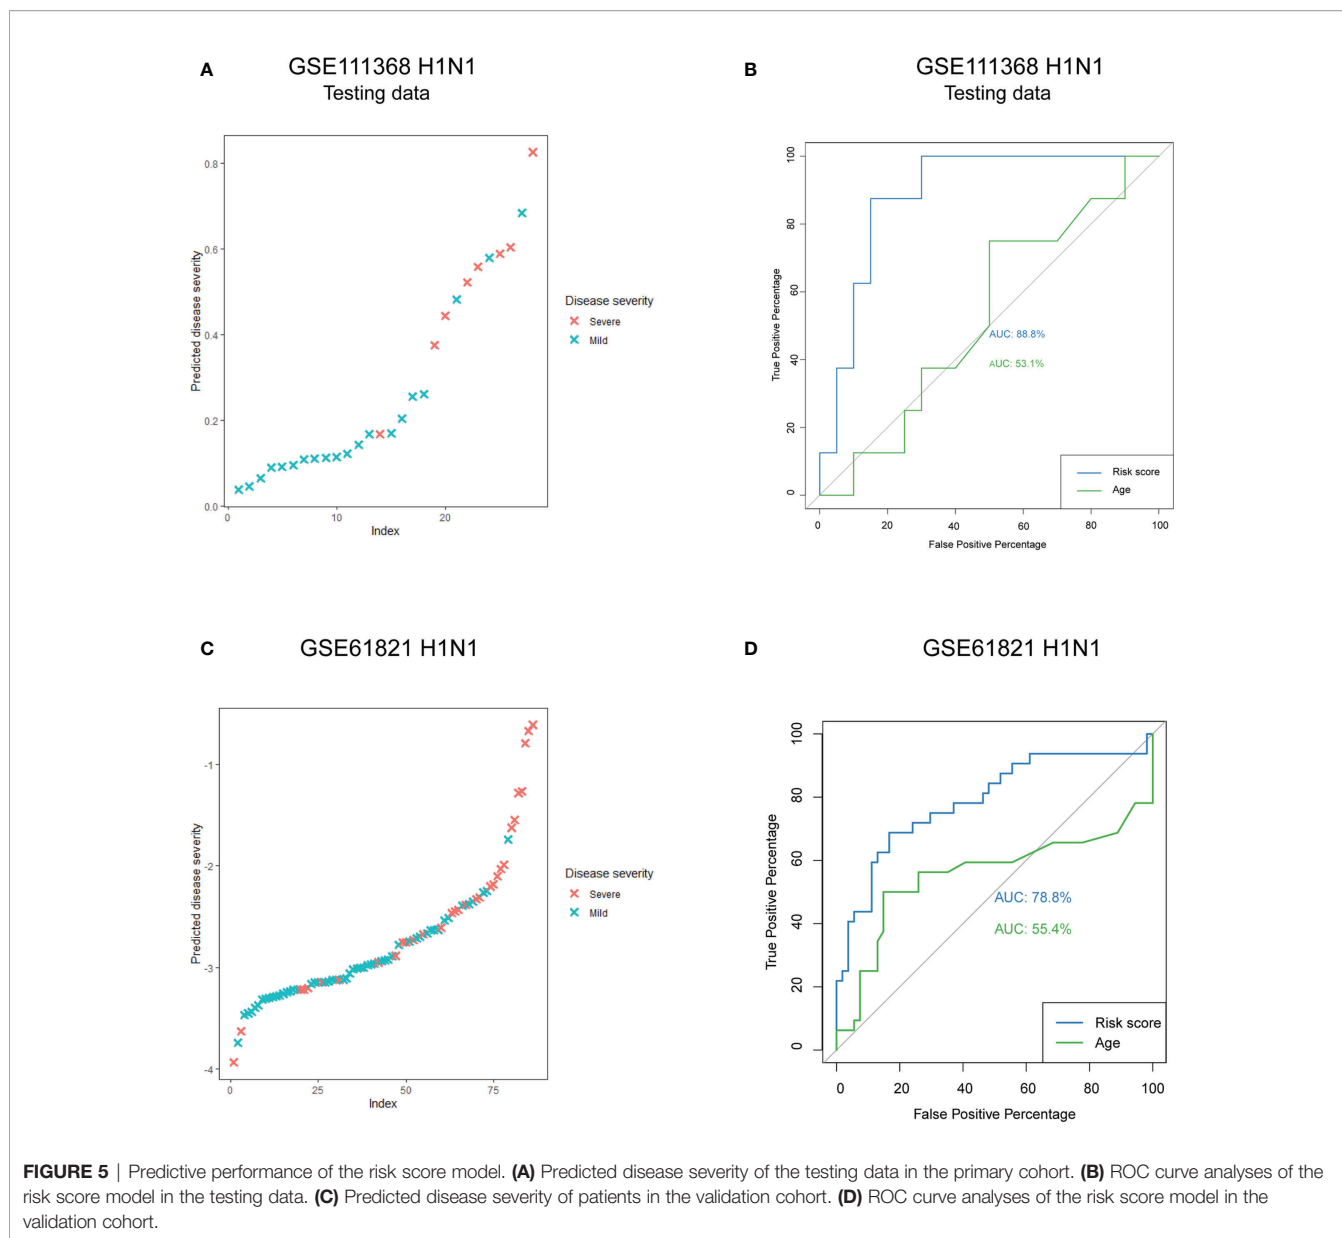 A
GSE111368 H1N1
Testing data
0.8
0.6
0.4
0.2
0.0
Predicted disease severity
0
10
20
Index
Disease severity
Severe
Mild
B
GSE111368 H1N1
Testing data
100
80
60
40
20
0
True Positive Percentage
AUC: 88.8%
AUC: 53.1%
Risk score
Age
0
20
40
60
80
100
False Positive Percentage
C
GSE61821 H1N1
-1
-2
-3
-4
Predicted disease severity
0
25
50
75
Index
Disease severity
Severe
Mild
D
GSE61821 H1N1
100
80
60
40
20
0
True Positive Percentage
AUC: 78.8%
AUC: 55.4%
Risk score
Age
0
20
40
60
80
100
False Positive Percentage
FIGURE 5 | Predictive performance of the risk score model. (A) Predicted disease severity of the testing data in the primary cohort. (B) ROC curve analyses of the
risk score model in the testing data. (C) Predicted disease severity of patients in the validation cohort. (D) ROC curve analyses of the risk score model in the
validation cohort.